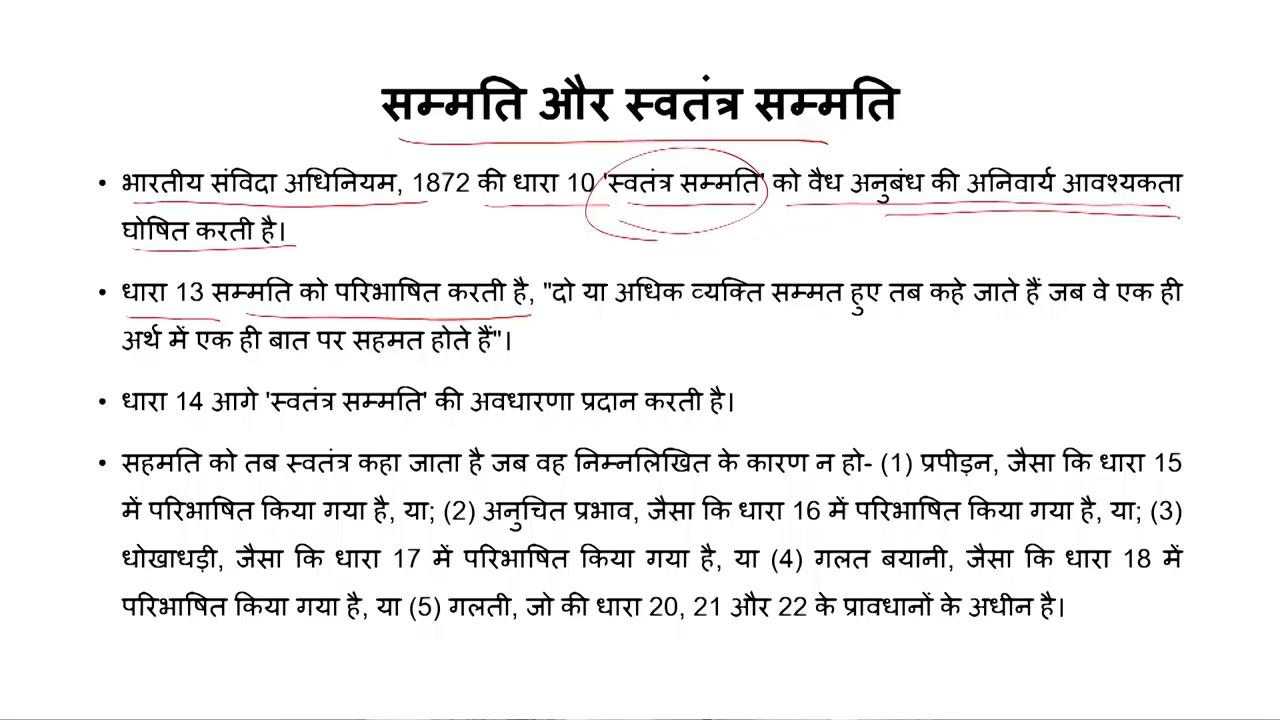 सम्मति और स्वतंत्र सम्मति
• भारतीय संविदा अधिनियम, 1872 की धारा 10 'स्वतंत्र सम्मति' को वैध अनुबंध की अनिवार्य आवश्यकता
घोषित करती है।
• धारा 13 सम्मति को परिभाषित करती है, "दो या अधिक व्यक्ति सम्मत हुए तब कहे जाते हैं जब वे एक ही
अर्थ में एक ही बात पर सहमत होते हैं"।
• धारा 14 आगे 'स्वतंत्र सम्मति' की अवधारणा प्रदान करती है।
• सहमति को तब स्वतंत्र कहा जाता है जब वह निम्नलिखित के कारण न हो- (1) प्रपीड़न, जैसा कि धारा 15
में परिभाषित किया गया है, या; (2) अनुचित प्रभाव, जैसा कि धारा 16 में परिभाषित किया गया है, या; (3)
धोखाधड़ी, जैसा कि धारा 17 में परिभाषित किया गया है, या (4) गलत बयानी, जैसा कि धारा 18 में
परिभाषित किया गया है, या (5) गलती, जो की धारा 20, 21 और 22 के प्रावधानों के अधीन है।